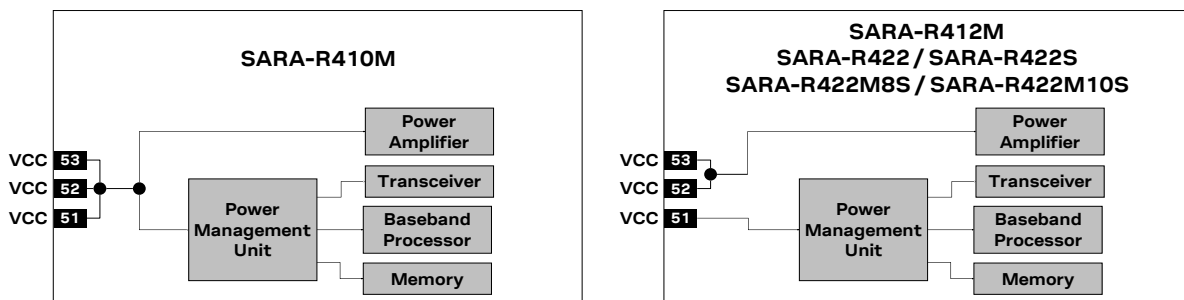 SARA-R410M
Power
Amplifier
VCC 53
VCC 52
VCC 51
Transceiver
Power
Management
Unit
Baseband
Processor
Memory
SARA-R412M
SARA-R422 / SARA-R422S
SARA-R422M8S / SARA-R422M10S
Power
Amplifier
VCC 53
VCC 52
VCC 51
Transceiver
Power
Management
Unit
Baseband
Processor
Memory